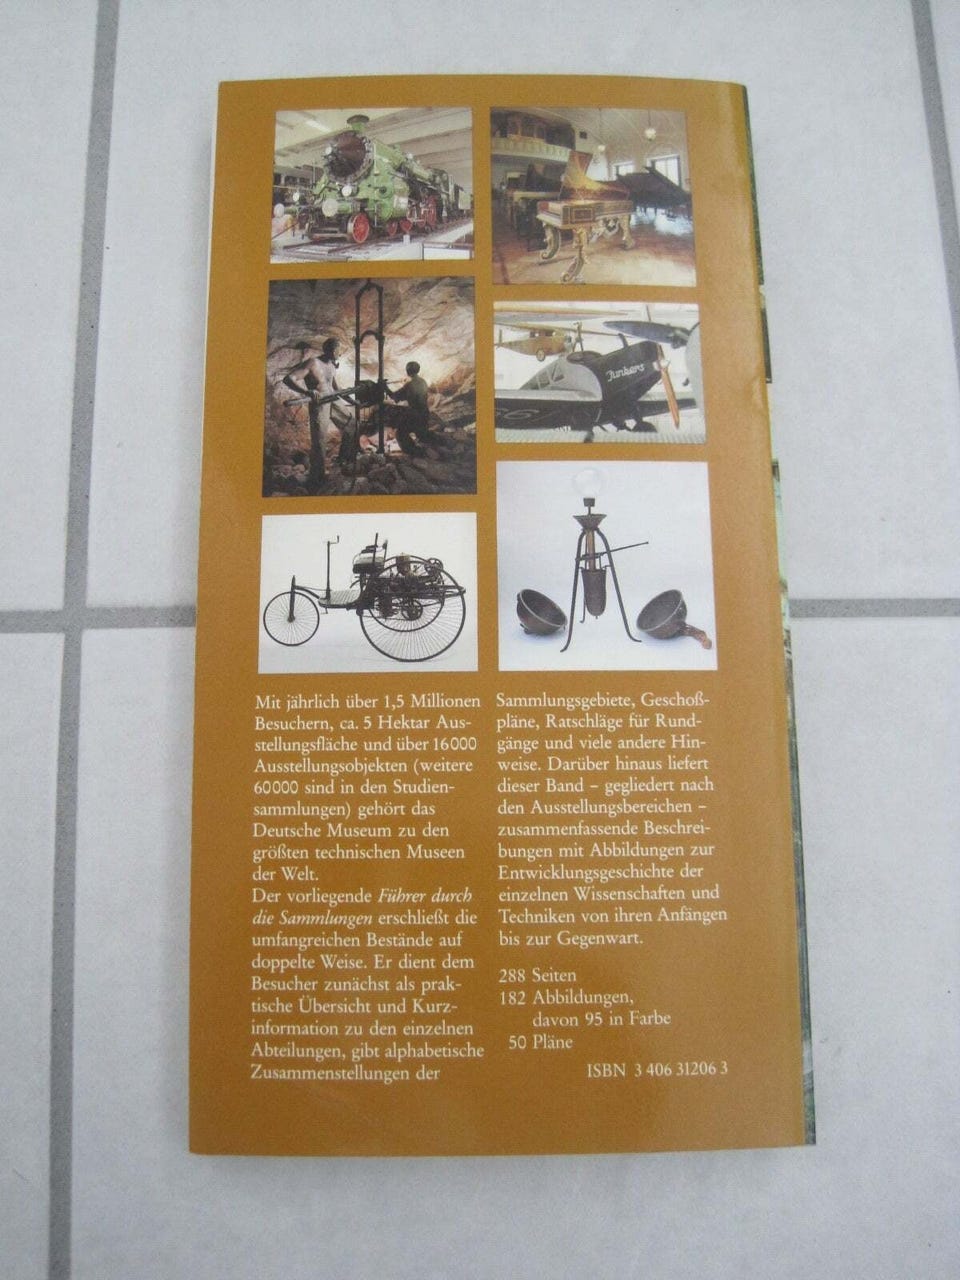 Junkers
Mit jährlich über 1,5 Millionen
Besuchern, ca. 5 Hektar Aus-
stellungsfläche und über 16000
Ausstellungsobjekten (weitere
60000 sind in den Studien-
sammlungen) gehört das
Deutsche Museum zu den
größten technischen Museen
der Welt.
Der vorliegende Führer durch
die Sammlungen erschließt die
umfangreichen Bestände auf
doppelte Weise. Er dient dem
Besucher zunächst als prak-
tische Übersicht und Kurz-
information zu den einzelnen
Abteilungen, gibt alphabetische
Zusammenstellungen der
Sammlungsgebiete, Geschoß-
pläne, Ratschläge für Rund-
gänge und viele andere Hin-
weise. Darüber hinaus liefert
dieser Band – gegliedert nach
den Ausstellungsbereichen –
zusammenfassende Beschrei-
bungen mit Abbildungen zur
Entwicklungsgeschichte der
einzelnen Wissenschaften und
Techniken von ihren Anfängen
bis zur Gegenwart.
288 Seiten
182 Abbildungen,
davon 95 in Farbe
50 Pläne
ISBN 3 406 31206 3